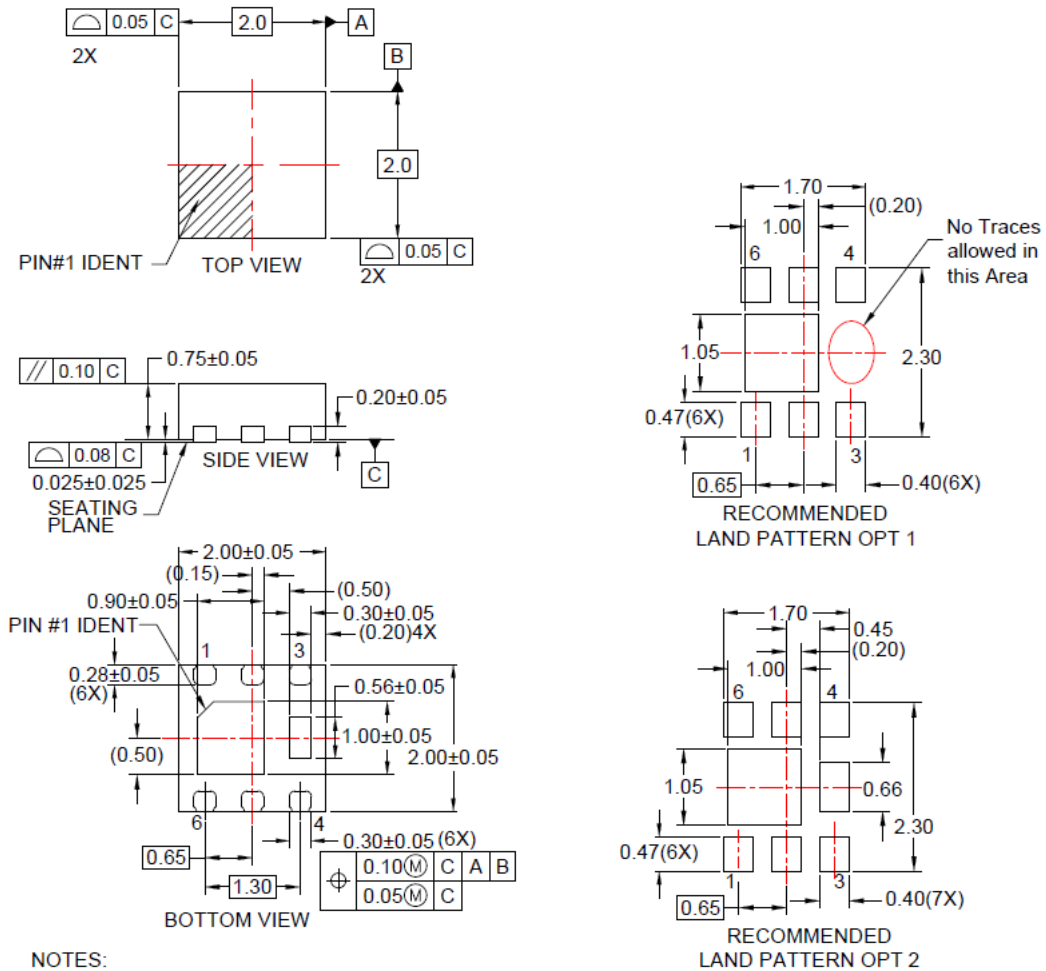 0.05 C
2X
2.0
A
B
2.0
0.05 C
2X
PIN#1 IDENT
TOP VIEW
// 0.10 C
0.75±0.05
0.20±0.05
0.08 C
0.025±0.025
SIDE VIEW
C
SEATING
PLANE
2.00±0.05
(0.15)
(0.50)
0.90±0.05
0.30±0.05
PIN #1 IDENT
(0.20)4X
1
3
0.28±0.05
(6X)
0.56±0.05
1.00±0.05
(0.50)
2.00±0.05
6
4
0.30±0.05 (6X)
0.65
0.10Ⓜ C A B
0.05Ⓜ C
1.30
BOTTOM VIEW
NOTES:
1.70
(0.20)
1.00
No Traces
allowed in
this Area
6
4
1.05
2.30
0.47(6X)
1
3
0.65
0.40(6X)
RECOMMENDED
LAND PATTERN OPT 1
1.70
0.45
(0.20)
1.00
6
4
1.05
0.66
2.30
0.47(6X)
1
3
0.65
0.40(7X)
RECOMMENDED
LAND PATTERN OPT 2